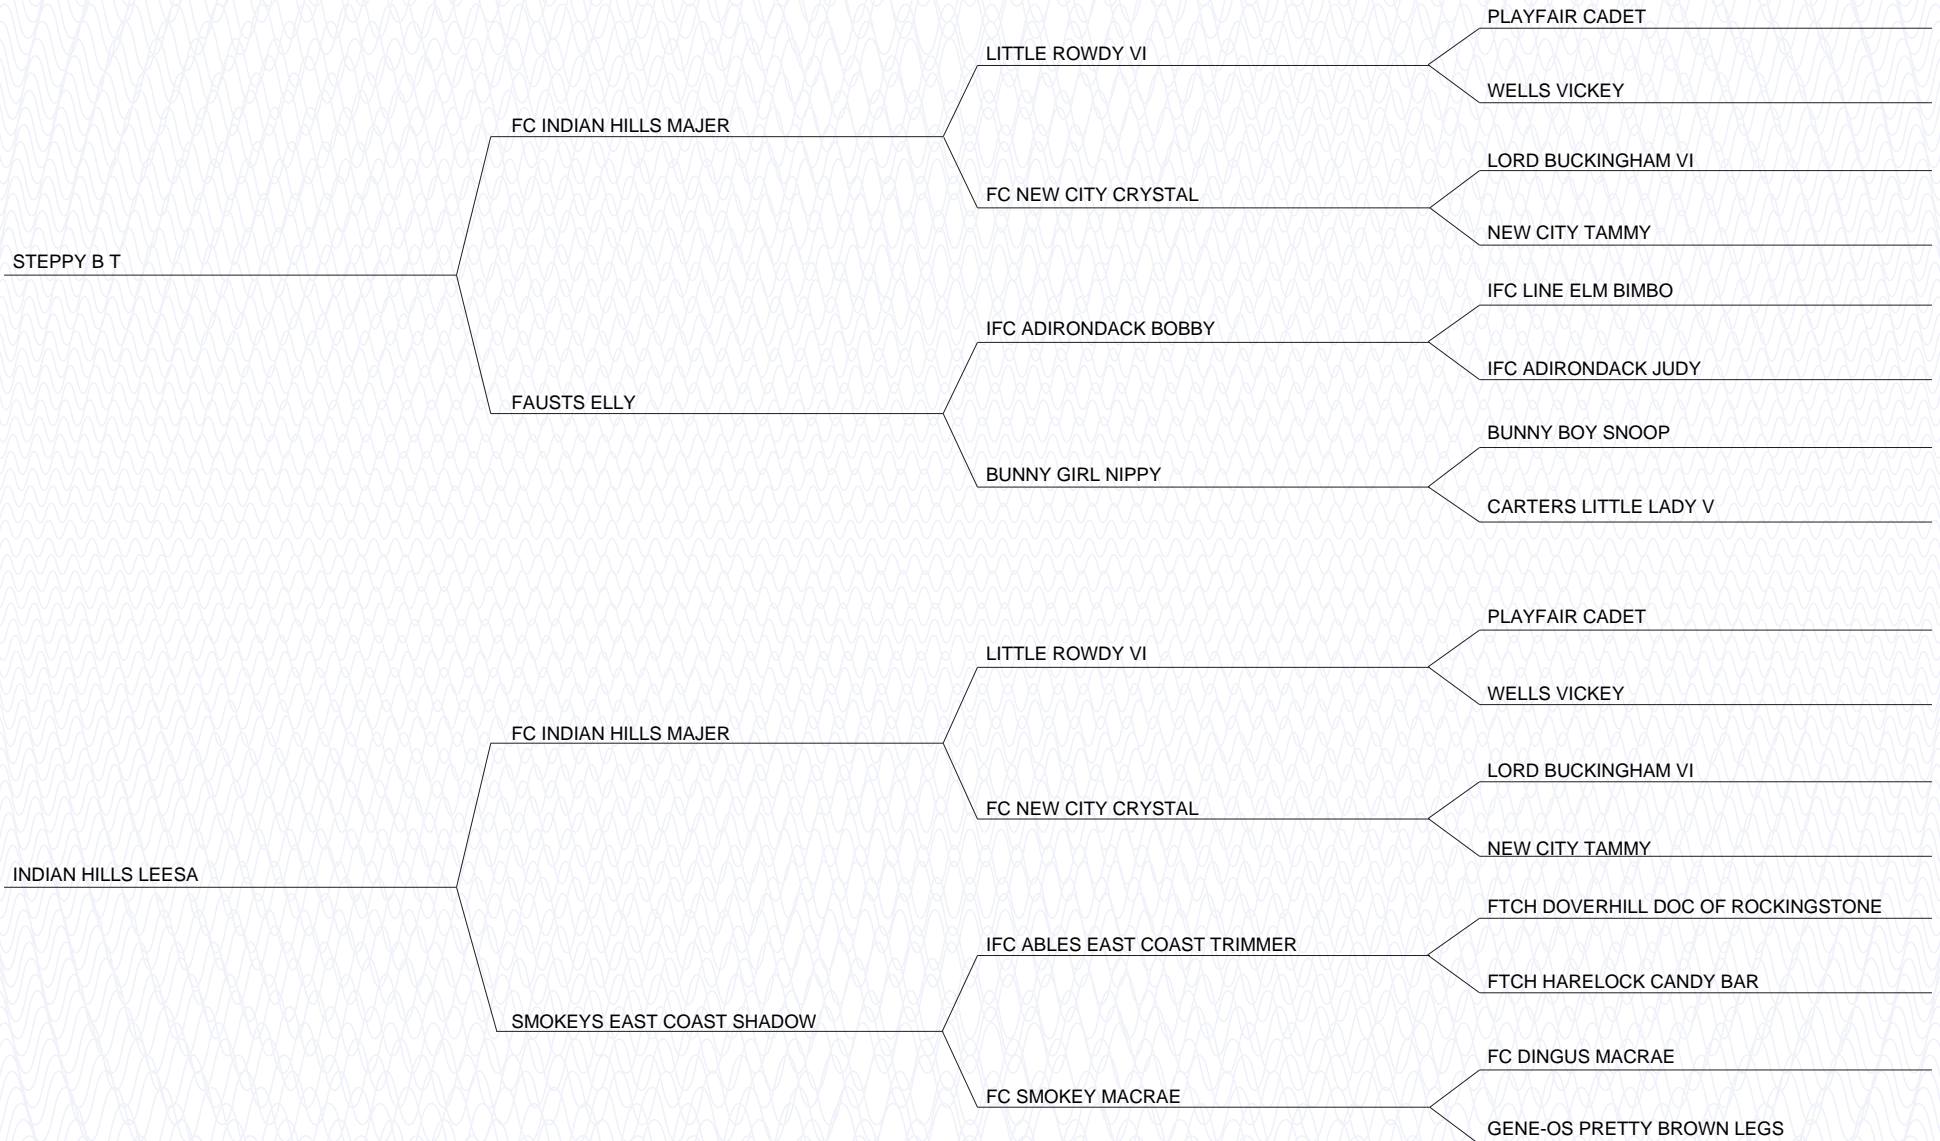 PLAYFAIR CADET
LITTLE ROWDY VI
WELLS VICKEY
FC INDIAN HILLS MAJER
LORD BUCKINGHAM VI
FC NEW CITY CRYSTAL
NEW CITY TAMMY
STEPPY B T
IFC LINE ELM BIMBO
IFC ADIRONDACK BOBBY
IFC ADIRONDACK JUDY
FAUSTS ELLY
BUNNY BOY SNOOP
BUNNY GIRL NIPPY
CARTERS LITTLE LADY V
PLAYFAIR CADET
LITTLE ROWDY VI
WELLS VICKEY
FC INDIAN HILLS MAJER
LORD BUCKINGHAM VI
FC NEW CITY CRYSTAL
NEW CITY TAMMY
INDIAN HILLS LEESA
FTCH DOVERHILL DOC OF ROCKINGSTONE
IFC ABLES EAST COAST TRIMMER
FTCH HARELOCK CANDY BAR
SMOKEYS EAST COAST SHADOW
FC DINGUS MACRAE
FC SMOKEY MACRAE
GENE-OS PRETTY BROWN LEGS